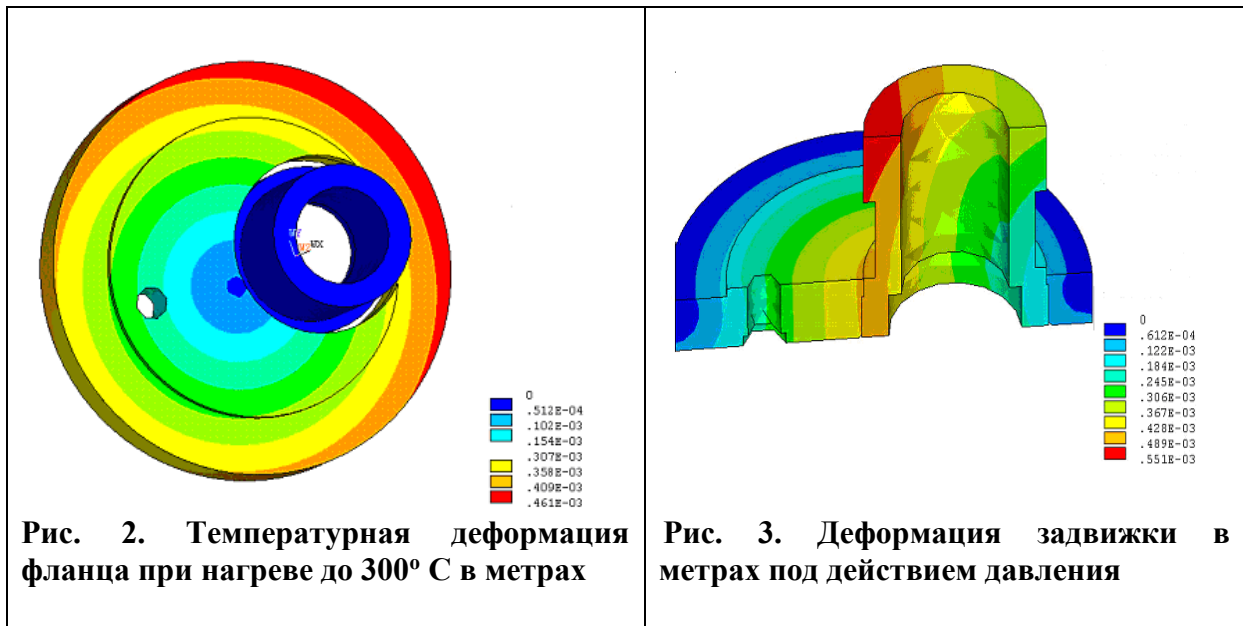 0
.512E-04
.102E-03
.154E-03
.307E-03
.358E-03
.409E-03
.461E-03
Рис. 2. Температурная деформация
фланца при нагреве до 300º С в метрах
0
.612E-04
.122E-03
.184E-03
.245E-03
.306E-03
.367E-03
.428E-03
.489E-03
.551E-03
Рис. 3. Деформация задвижки в
метрах под действием давления